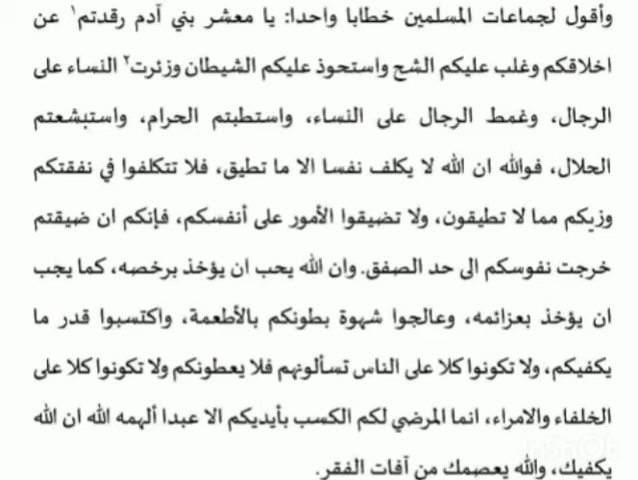 وأقول لجماعات المسلمين خطابا واحدا: يا معشر بني آدم رقدتم١ عن
اخلاقكم وغلب عليكم الشح واستحوذ عليكم الشيطان وزئرت٢ النساء على
الرجال، وغمط الرجال على النساء، واستطبتم الحرام، واستبشعتم
الحلال، فوالله ان الله لا يكلف نفسا الا ما تطيق، فلا تتكلفوا في نفقتكم
وزيكم مما لا تطيقون، ولا تضيقوا الأمور على أنفسكم، فإنكم ان ضيقتم
خرجت نفوسكم الى حد الصفق. وان الله يحب ان يؤخذ برخصه، كما يجب
ان يؤخذ بعزائمه، وعالجوا شهوة بطونكم بالأطعمة، واكتسبوا قدر ما
يكفيكم، ولا تكونوا كلا على الناس تسألونهم فلا يعطونكم ولا تكونوا كلا على
الخلفاء والامراء، انما المرضي لكم الكسب بأيديكم الا عبدا ألهمه الله ان الله
يكفيك، والله يعصمك من آفات الفقر.